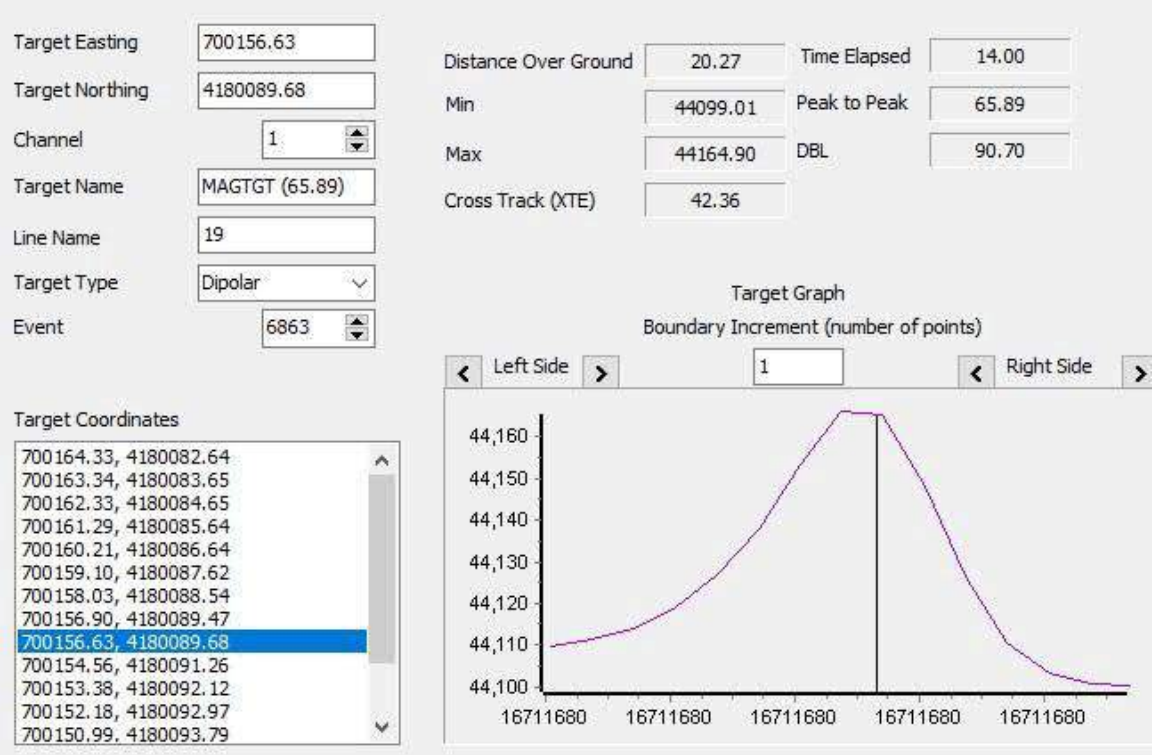 Target Easting 700156.63
Target Northing 4180089.68
Channel 1
Target Name MAGTGT (65.89)
Line Name 19
Target Type Dipolar
Event 6863
Distance Over Ground 20.27 Time Elapsed 14.00
Min 44099.01 Peak to Peak 65.89
Max 44164.90 DBL 90.70
Cross Track (XTE) 42.36
Target Graph
Boundary Increment (number of points)
< Left Side > 1 < Right Side >
Target Coordinates
700164.33, 4180082.64
700163.34, 4180083.65
700162.33, 4180084.65
700161.29, 4180085.64
700160.21, 4180086.64
700159.10, 4180087.62
700158.03, 4180088.54
700156.90, 4180089.47
700156.63, 4180089.68
700154.56, 4180091.26
700153.38, 4180092.12
700152.18, 4180092.97
700150.99, 4180093.79
44,160
44,150
44,140
44,130
44,120
44,110
44,100
16711680 16711680 16711680 16711680 16711680